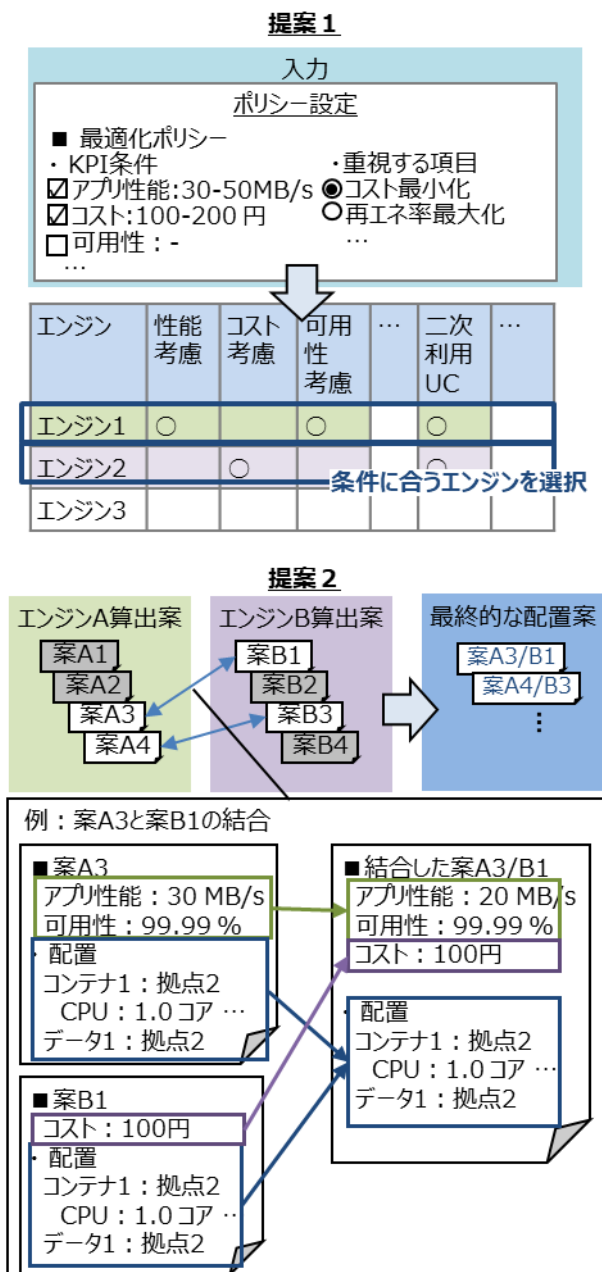 提案1
入力
ポリシー設定
■ 最適化ポリシー
・ KPI条件
・重視する項目
☑アプリ性能:30-50MB/s ◉コスト最小化
☑コスト:100-200 円 ○再エネ率最大化
□可用性：-
…
…
エンジン 性能考慮 コスト考慮 可用性考慮 … 二次利用UC …
エンジン1 ○ ○ ○
エンジン2 ○ ○
条件に合うエンジンを選択
エンジン3
提案2
エンジンA算出案
案A1
案A2
案A3
案A4
エンジンB算出案
案B1
案B2
案B3
案B4
最終的な配置案
案A3/B1
案A4/B3
⋮
例：案A3と案B1の結合
■案A3
アプリ性能：30 MB/s
可用性：99.99 %
・配置
コンテナ1：拠点2
CPU：1.0 コア …
データ1：拠点2
■案B1
コスト：100円
・配置
コンテナ1：拠点2
CPU：1.0 コア …
データ1：拠点2
■結合した案A3/B1
アプリ性能：20 MB/s
可用性：99.99 %
コスト：100円
・配置
コンテナ1：拠点2
CPU：1.0 コア …
データ1：拠点2